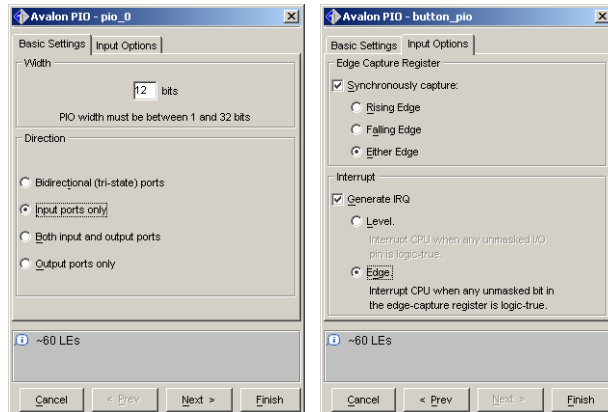 Avalon PIO - pio_0
Basic Settings
Input Options
Width
12 bits
PIO width must be between 1 and 32 bits
Direction
Bidirectional (tri-state) ports
Input ports only
Both input and output ports
Output ports only
~60 LEs
Cancel
< Prev
Next >
Finish
Avalon PIO - button_pio
Basic Settings
Input Options
Edge Capture Register
Synchronously capture:
Rising Edge
Falling Edge
Either Edge
Interrupt
Generate IRQ
Level.
Interrupt CPU when any unmasked I/O
pin is logic-true.
Edge.
Interrupt CPU when any unmasked bit in
the edge-capture register is logic-true.
~60 LEs
Cancel
< Prev
Next >
Finish